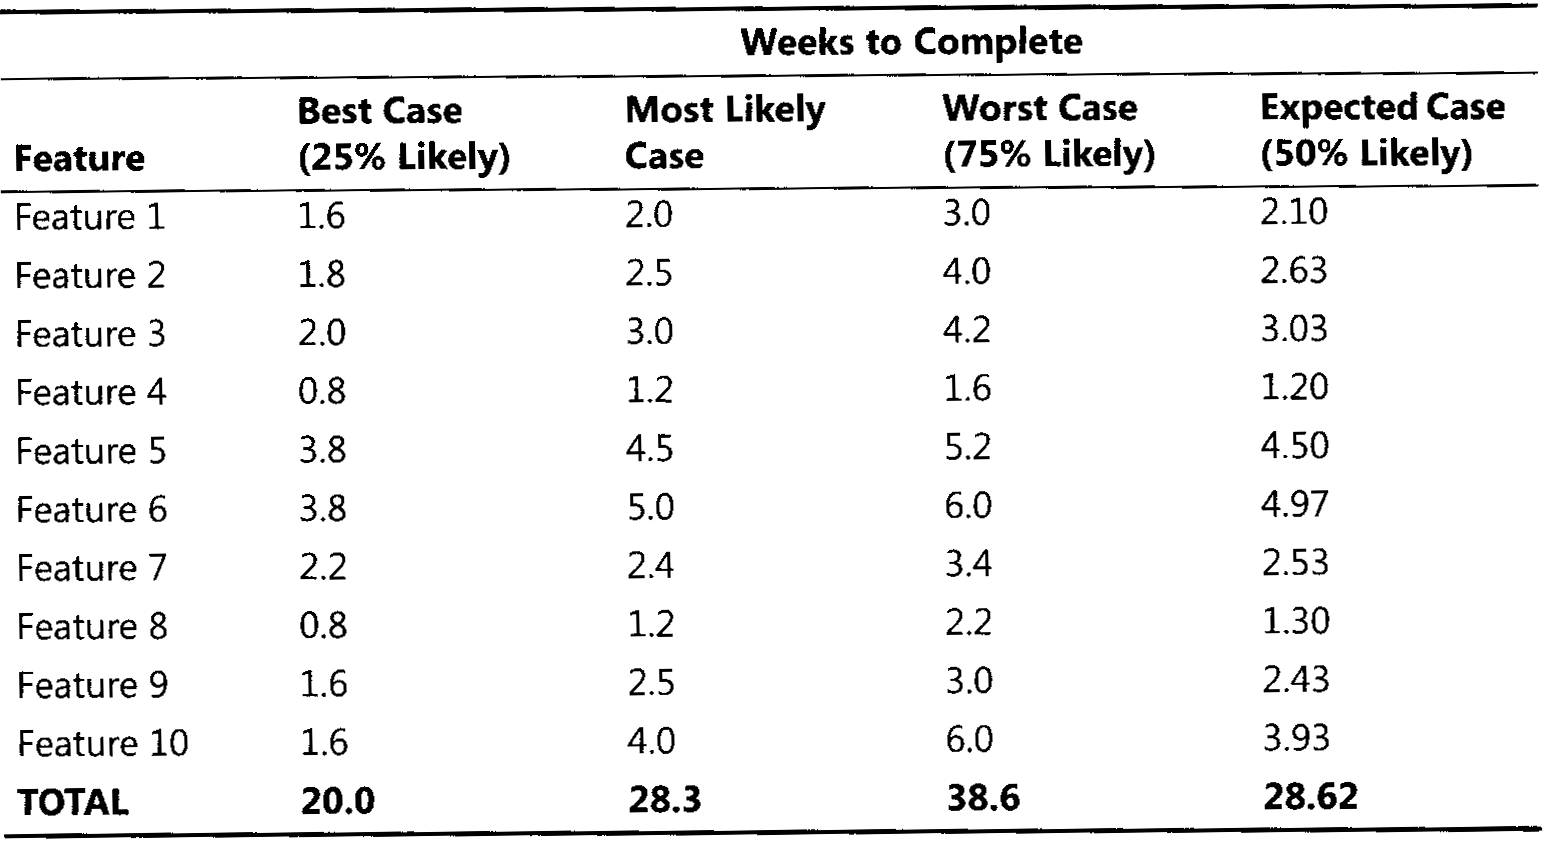 Weeks to Complete
Feature Best Case (25% Likely) Most Likely Case Worst Case (75% Likely) Expected Case (50% Likely)
Feature 1 1.6 2.0 3.0 2.10
Feature 2 1.8 2.5 4.0 2.63
Feature 3 2.0 3.0 4.2 3.03
Feature 4 0.8 1.2 1.6 1.20
Feature 5 3.8 4.5 5.2 4.50
Feature 6 3.8 5.0 6.0 4.97
Feature 7 2.2 2.4 3.4 2.53
Feature 8 0.8 1.2 2.2 1.30
Feature 9 1.6 2.5 3.0 2.43
Feature 10 1.6 4.0 6.0 3.93
TOTAL 20.0 28.3 38.6 28.62